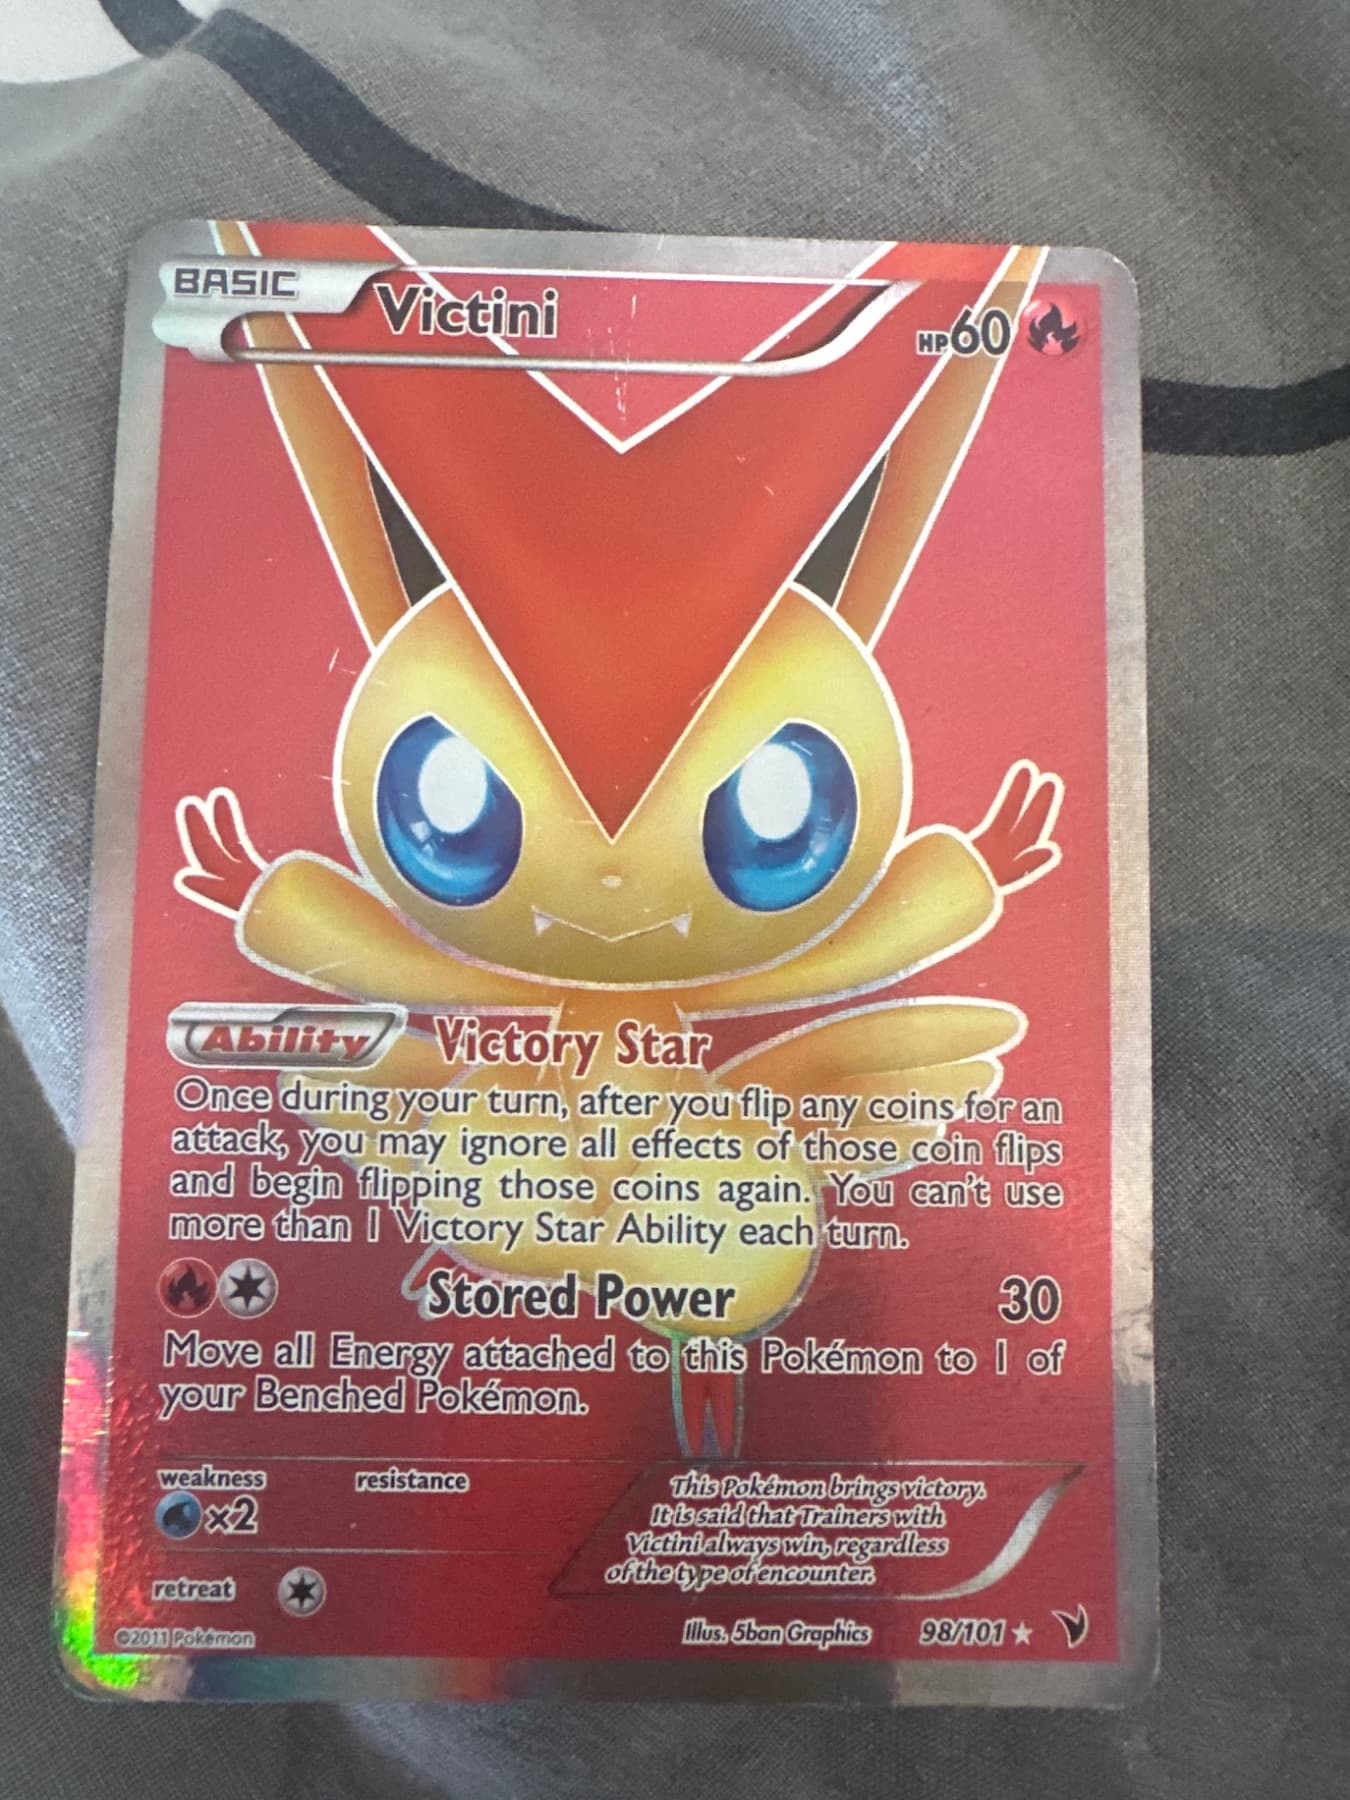 BASIC Victini HP60
Ability Victory Star
Once during your turn, after you flip any coins for an
attack, you may ignore all effects of those coin flips
and begin flipping those coins again. You can't use
more than 1 Victory Star Ability each turn.
Stored Power 30
Move all Energy attached to this Pokémon to 1 of
your Benched Pokémon.
weakness resistance
×2
This Pokémon brings victory.
It is said that Trainers with
Victini always win, regardless
of the type of encounter.
retreat
©2011 Pokémon
Illus. 5ban Graphics 98/101